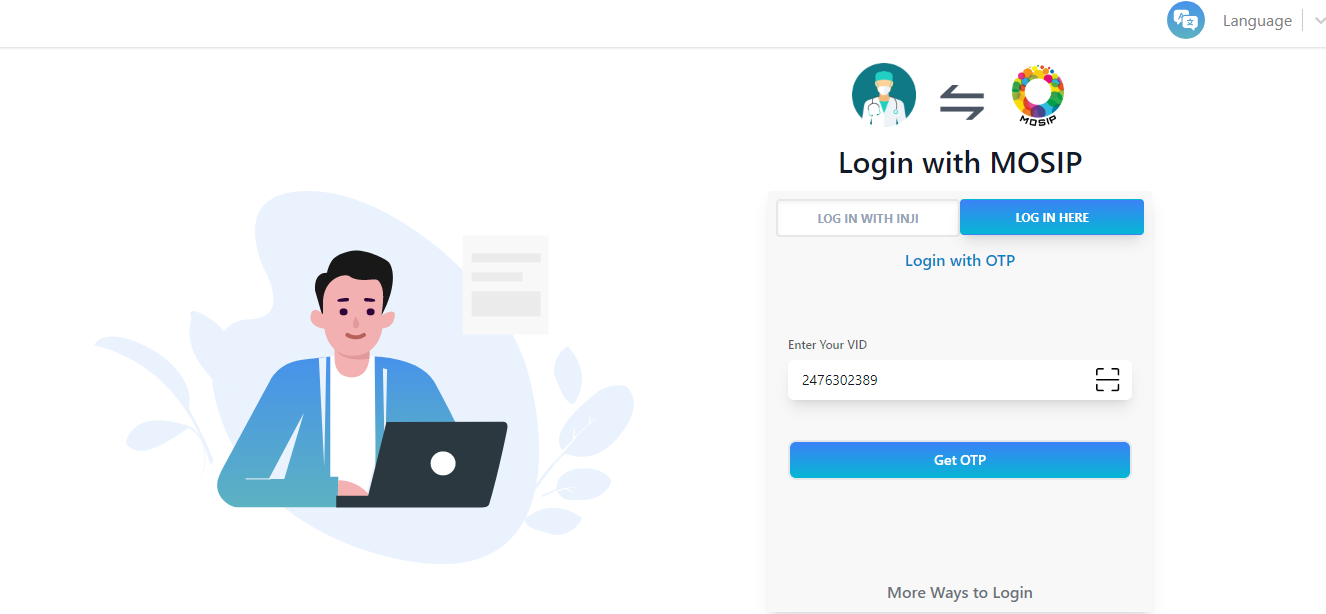 Language
MOSIP
Login with MOSIP
LOG IN WITH INJI
LOG IN HERE
Login with OTP
Enter Your VID
2476302389
Get OTP
More Ways to Login